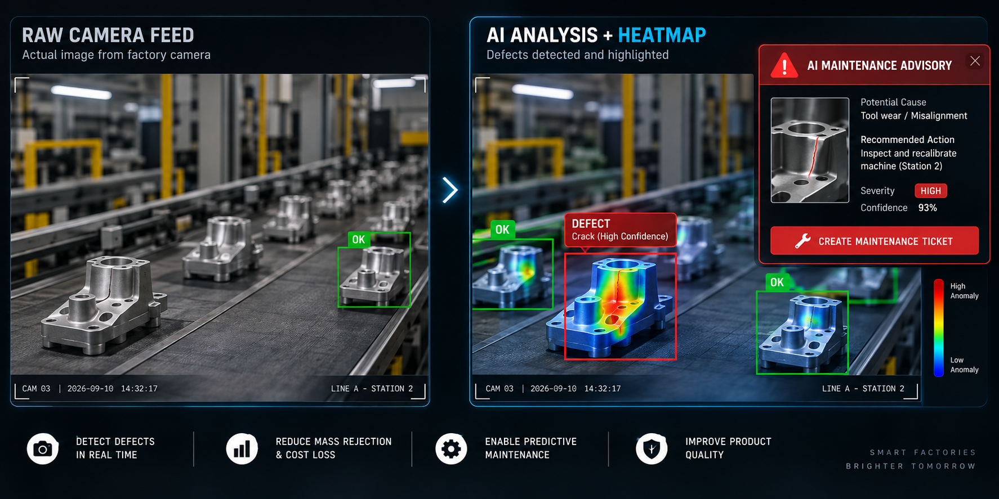 RAW CAMERA FEED
Actual image from factory camera
OK
CAM 03 | 2026-09-10 14:32:17
LINE A - STATION 2
AI ANALYSIS + HEATMAP
Defects detected and highlighted
OK
DEFECT
Crack (High Confidence)
OK
CAM 03 | 2026-09-10 14:32:17
LINE A - STATION 2
AI MAINTENANCE ADVISORY
Potential Cause
Tool wear / Misalignment
Recommended Action
Inspect and recalibrate
machine (Station 2)
Severity HIGH
Confidence 93%
CREATE MAINTENANCE TICKET
High
Anomaly
Low
Anomaly
DETECT DEFECTS
IN REAL TIME
REDUCE MASS REJECTION
& COST LOSS
ENABLE PREDICTIVE
MAINTENANCE
IMPROVE PRODUCT
QUALITY
SMART FACTORIES
BRIGHTER TOMORROW